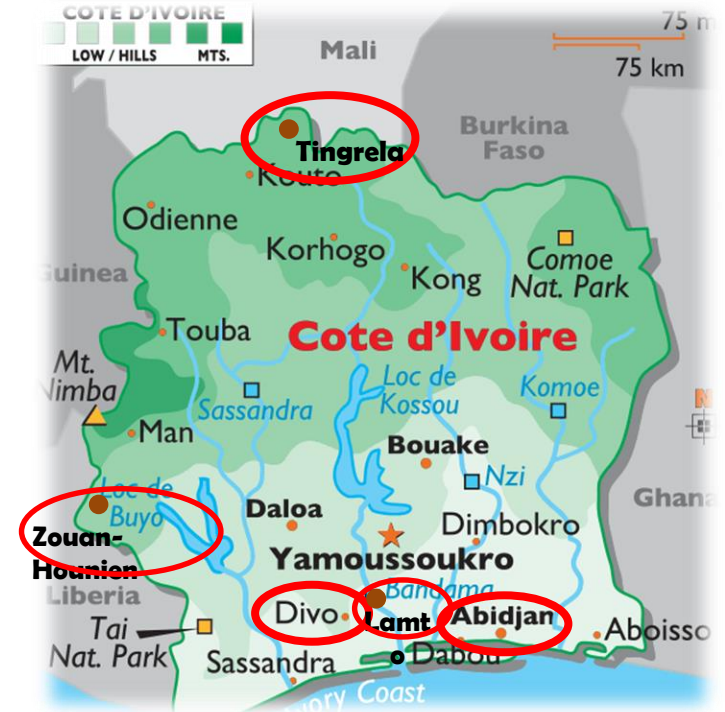 COTE D'IVOIRE
LOW / HILLS MTS.
75 m
75 km
Mali
Burkina
Faso
Tingrela
Kouto
Odienne
Korhogo
Kong
Comoe
Nat. Park
Guinea
Touba
Cote d'Ivoire
Mt.
Nimba
Sassandra
Loc de
Kossou
Komoe
Man
Bouake
Nzi
Loc de
Buyo
Daloa
Dimbokro
Ghana
Zouan-
Hounien
Yamoussoukro
Liberia
Bandama
Divo
Lamt
o
Abidjan
Aboisso
Tai
Nat. Park
Sassandra
Dabou
Ivory Coast
N